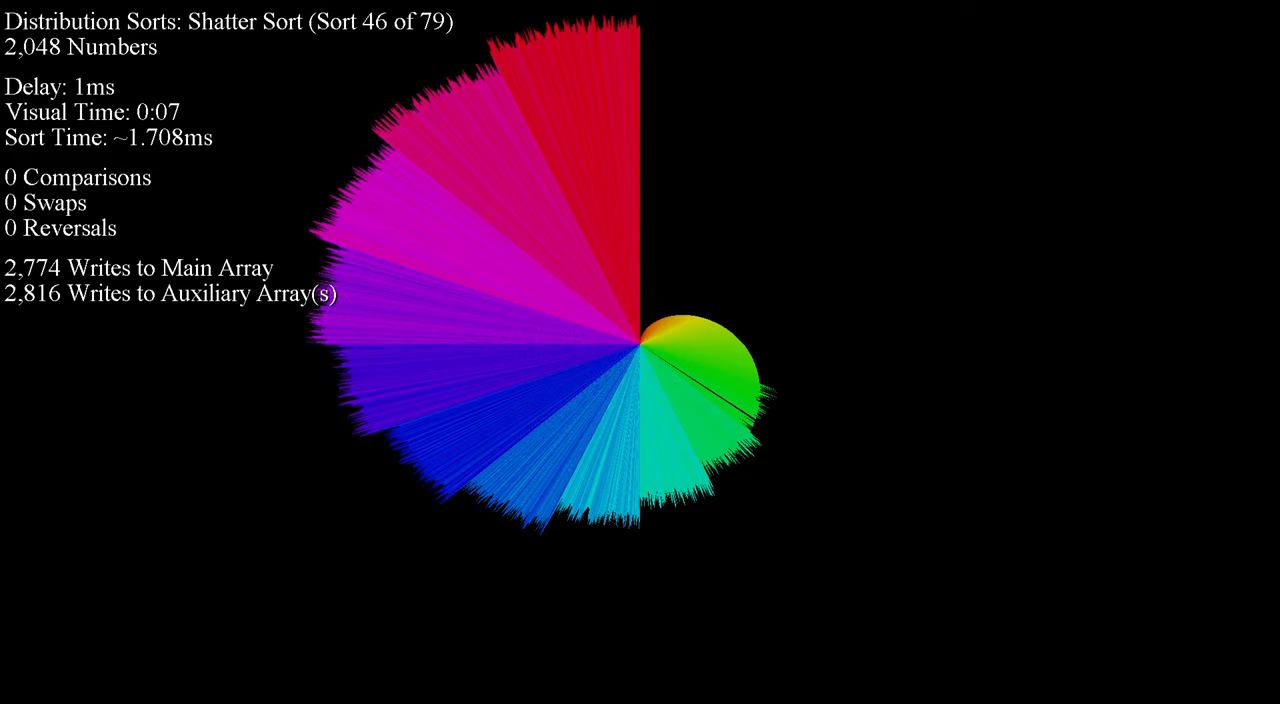 Distribution Sorts: Shatter Sort (Sort 46 of 79)
2,048 Numbers
Delay: 1ms
Visual Time: 0:07
Sort Time: ~1.708ms
0 Comparisons
0 Swaps
0 Reversals
2,774 Writes to Main Array
2,816 Writes to Auxiliary Array(s)